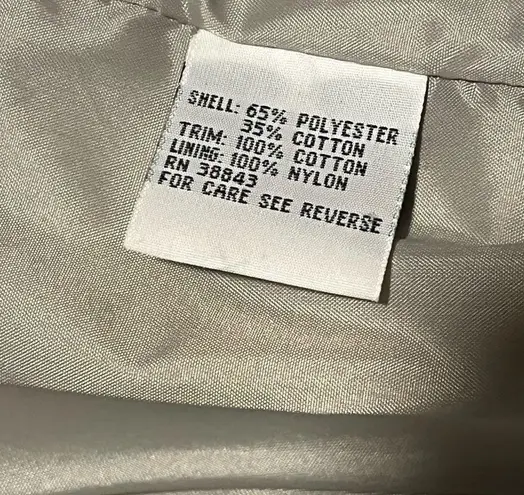 SHELL: 65% POLYESTER
35% COTTON
TRIM: 100% COTTON
LINING: 100% NYLON
RN 38843
FOR CARE SEE REVERSE